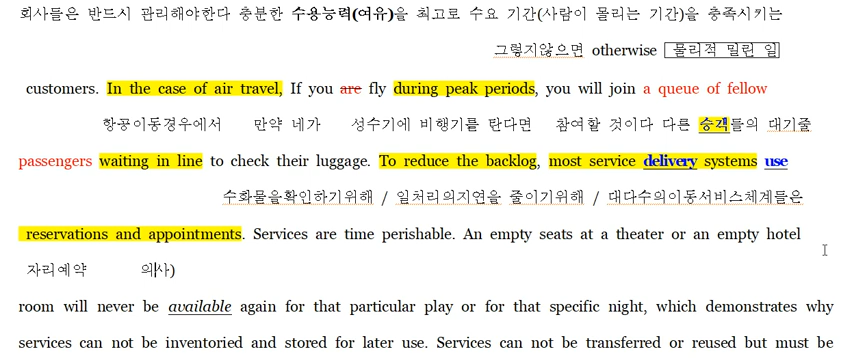 회사들은 반드시 관리해야한다 충분한 수용능력(여유)을 최고로 수요 기간(사람이 몰리는 기간)을 충족시키는
그렇지않으면 otherwise 물리적 밀린 일
customers. In the case of air travel, If you are fly during peak periods, you will join a queue of fellow
항공이동경우에서 만약 네가 성수기에 비행기를 탄다면 참여할 것이다 다른 승객들의 대기줄
passengers waiting in line to check their luggage. To reduce the backlog, most service delivery systems use
수화물을확인하기위해 / 일처리의지연을 줄이기위해 / 대다수의이동서비스체계들은
reservations and appointments. Services are time perishable. An empty seats at a theater or an empty hotel
자리예약 의사)
room will never be available again for that particular play or for that specific night, which demonstrates why
services can not be inventoried and stored for later use. Services can not be transferred or reused but must be